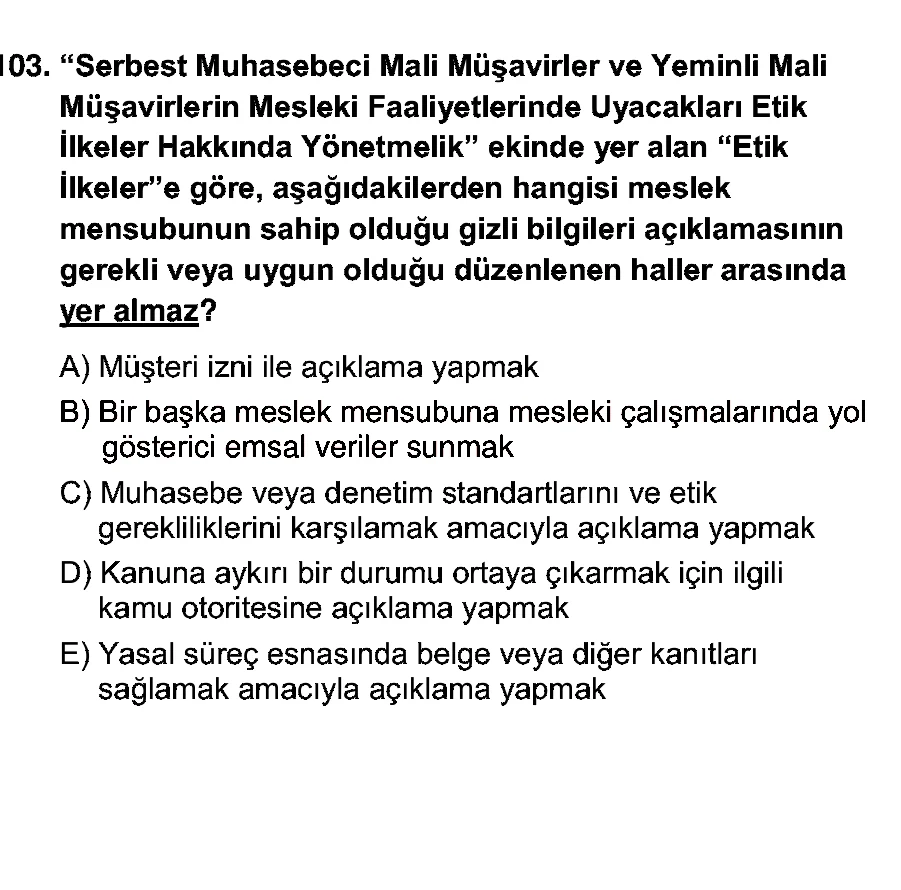 103. “Serbest Muhasebeci Mali Müşavirler ve Yeminli Mali
Müşavirlerin Mesleki Faaliyetlerinde Uyacakları Etik
İlkeler Hakkında Yönetmelik” ekinde yer alan “Etik
İlkeler”e göre, aşağıdakilerden hangisi meslek
mensubunun sahip olduğu gizli bilgileri açıklamasının
gerekli veya uygun olduğu düzenlenen haller arasında
yer almaz?
A) Müşteri izni ile açıklama yapmak
B) Bir başka meslek mensubuna mesleki çalışmalarında yol
gösterici emsal veriler sunmak
C) Muhasebe veya denetim standartlarını ve etik
gerekliliklerini karşılamak amacıyla açıklama yapmak
D) Kanuna aykırı bir durumu ortaya çıkarmak için ilgili
kamu otoritesine açıklama yapmak
E) Yasal süreç esnasında belge veya diğer kanıtları
sağlamak amacıyla açıklama yapmak